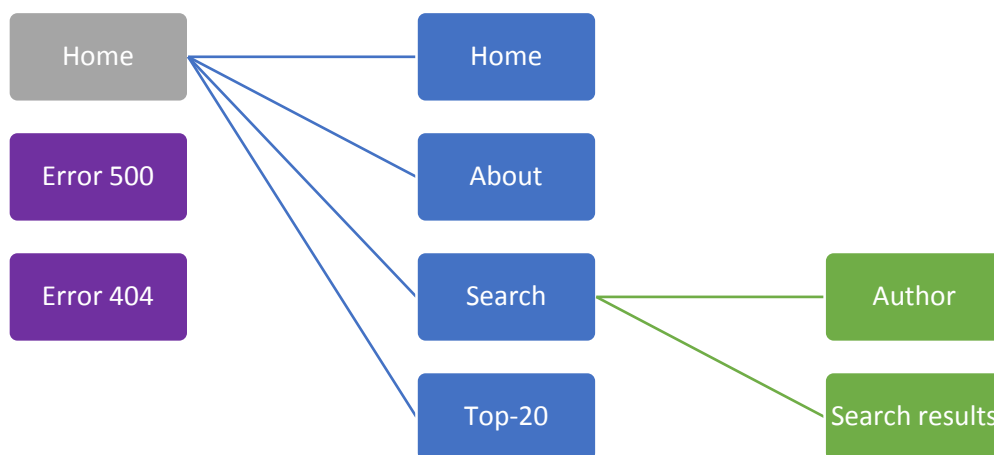 Home
Home
Error 500
About
Error 404
Search
Author
Top-20
Search results